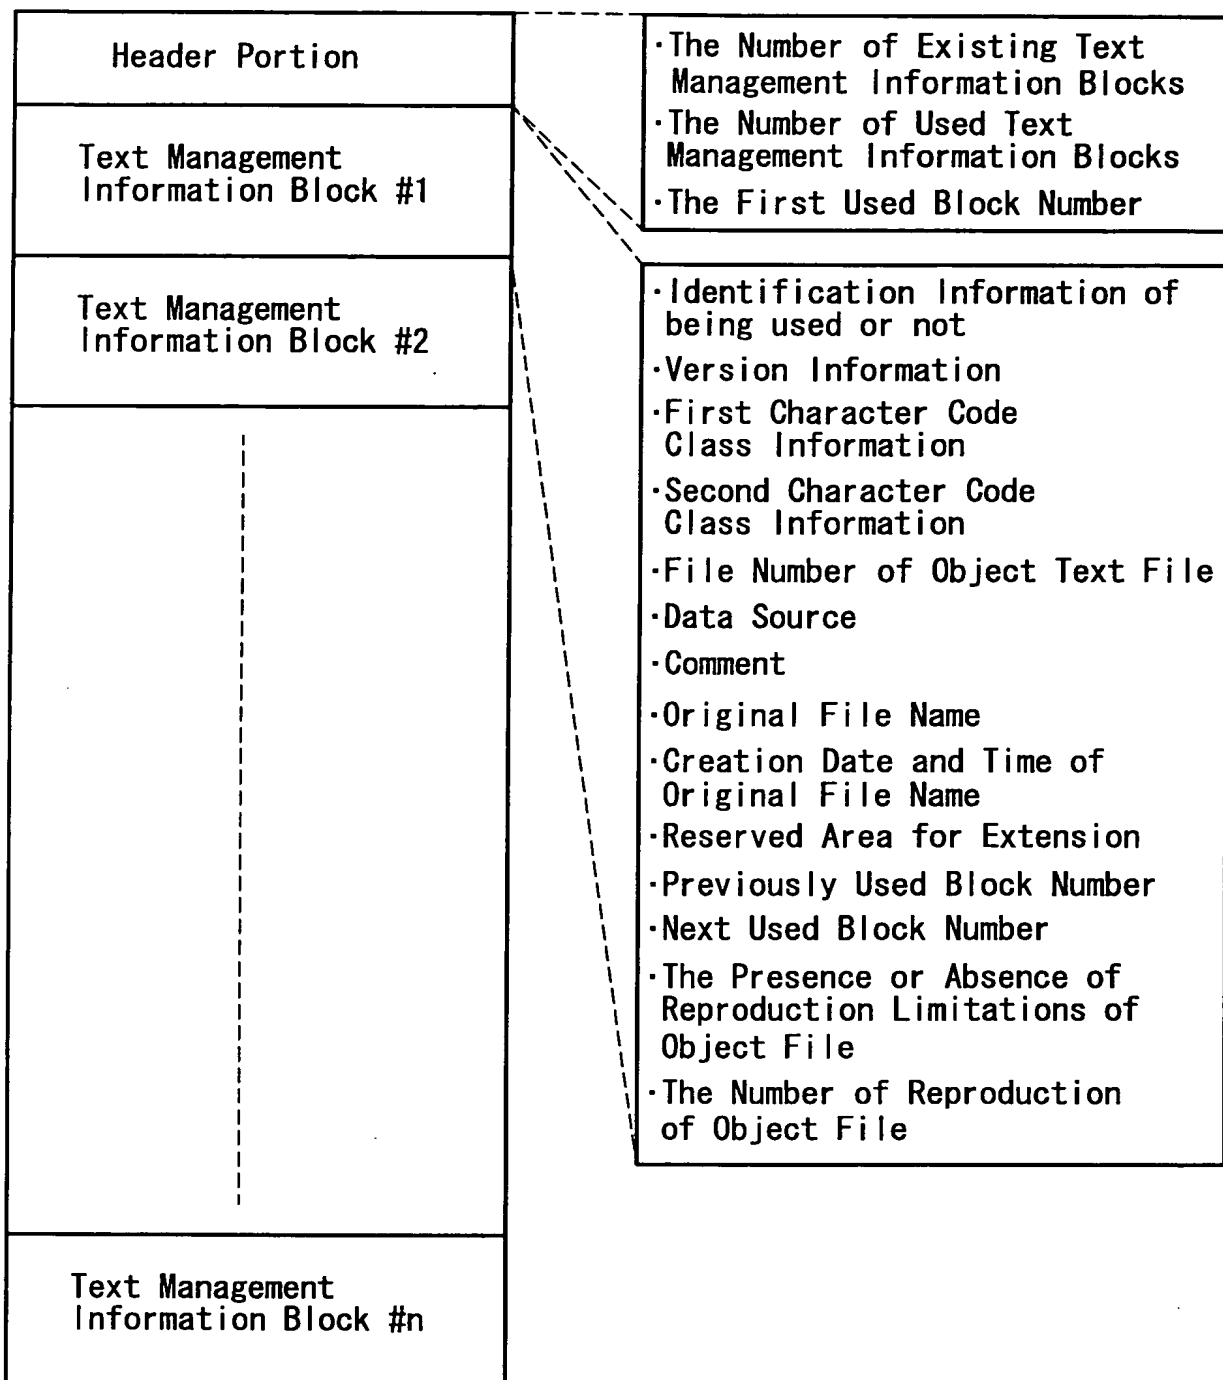 Header Portion
Text Management
Information Block #1
Text Management
Information Block #2
Text Management
Information Block #n
·The Number of Existing Text
Management Information Blocks
·The Number of Used Text
Management Information Blocks
·The First Used Block Number
·Identification Information of
being used or not
·Version Information
·First Character Code
Class Information
·Second Character Code
Class Information
·File Number of Object Text File
·Data Source
·Comment
·Original File Name
·Creation Date and Time of
Original File Name
·Reserved Area for Extension
·Previously Used Block Number
·Next Used Block Number
·The Presence or Absence of
Reproduction Limitations of
Object File
·The Number of Reproduction
of Object File